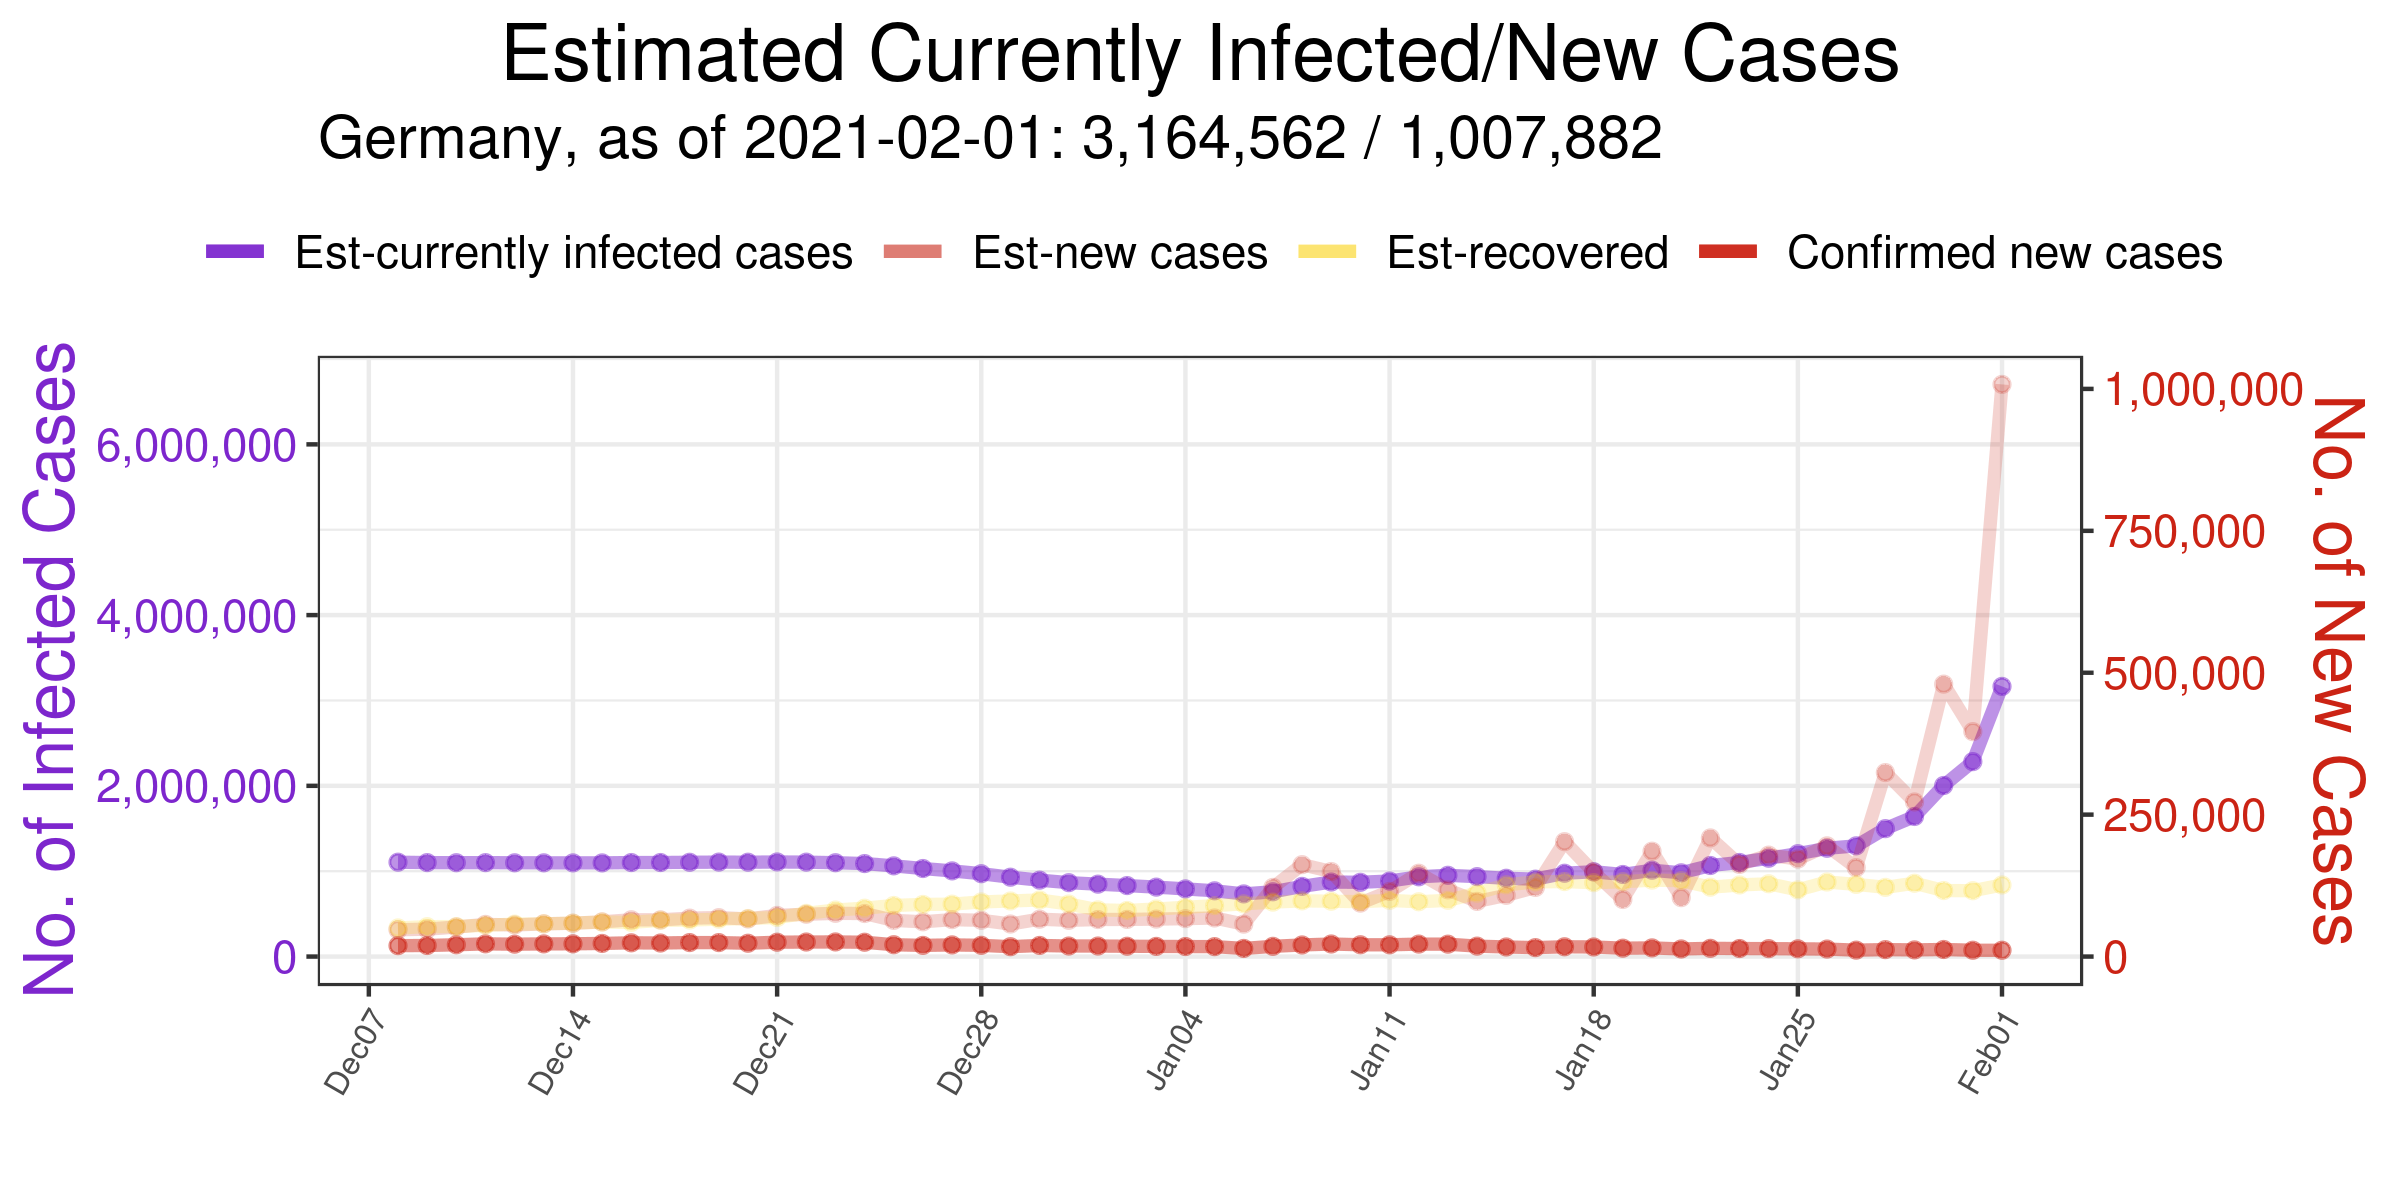 Estimated Currently Infected/New Cases
Germany, as of 2021-02-01: 3,164,562 / 1,007,882
Est-currently infected cases Est-new cases Est-recovered Confirmed new cases
No. of Infected Cases
6,000,000
4,000,000
2,000,000
0
1,000,000
750,000
500,000
250,000
0
No. of New Cases
Dec07 Dec14 Dec21 Dec28 Jan04 Jan11 Jan18 Jan25 Feb01